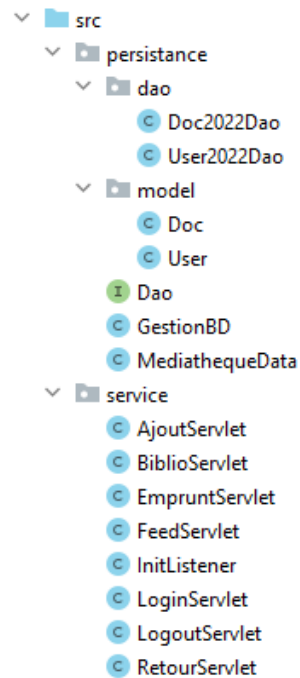 src
persistance
dao
C Doc2022Dao
C User2022Dao
model
C Doc
C User
I Dao
C GestionBD
C MediathequeData
service
C AjoutServlet
C BiblioServlet
C EmpruntServlet
C FeedServlet
C InitListener
C LoginServlet
C LogoutServlet
C RetourServlet